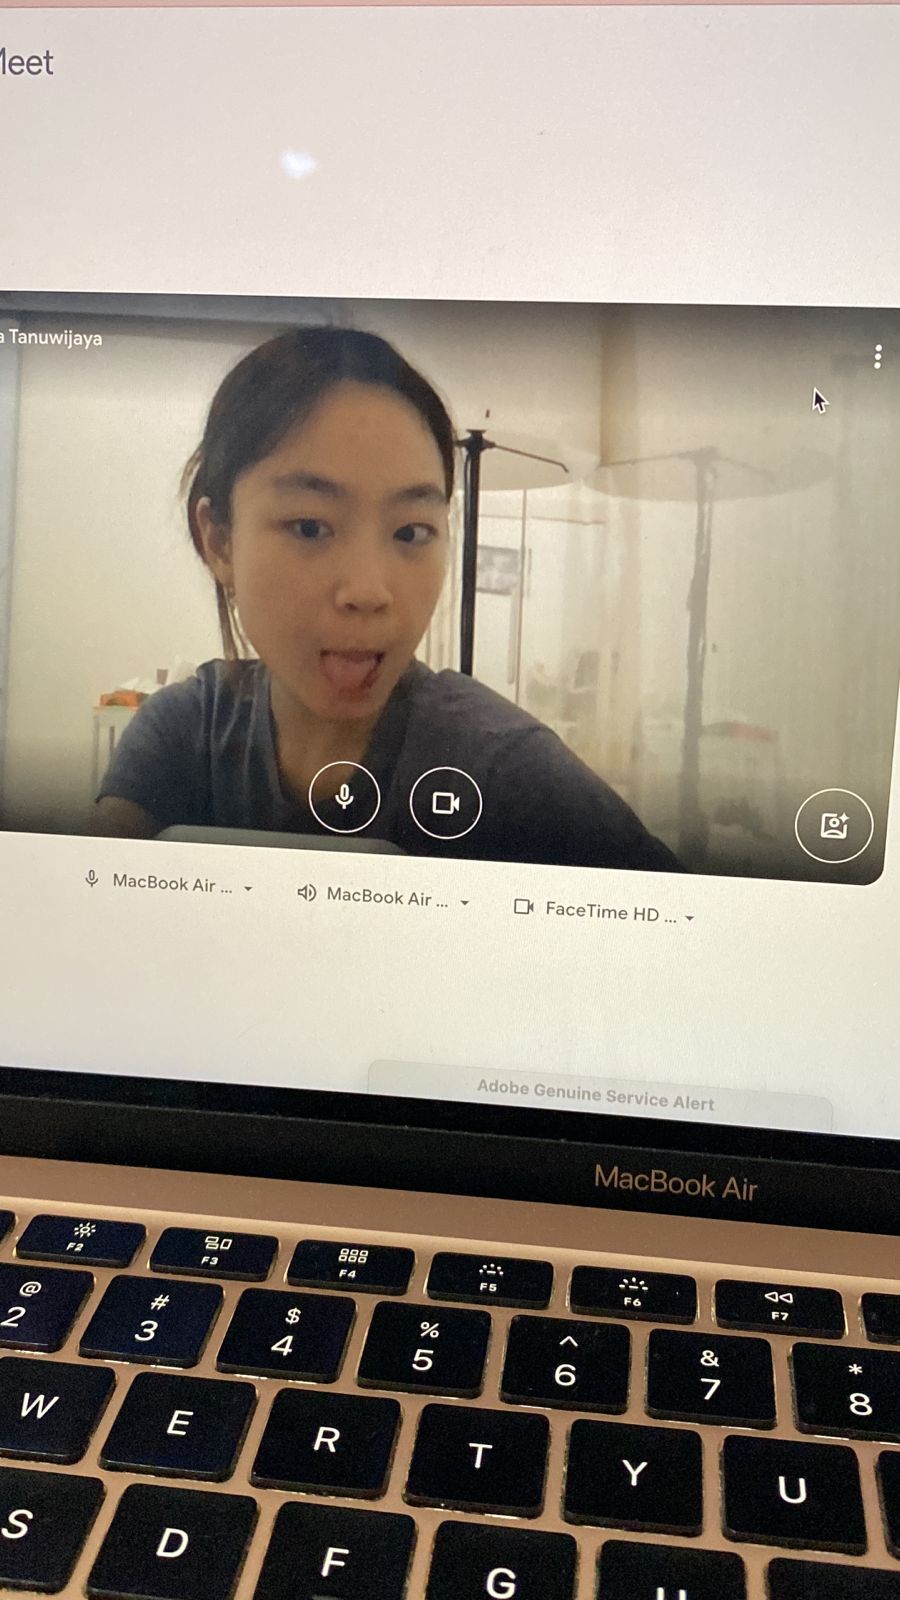 Meet
a Tanuwijaya
MacBook Air ...
MacBook Air ...
FaceTime HD ...
Adobe Genuine Service Alert
MacBook Air
F2
F3
F4
F5
F6
F7
@ # $ % ^ & *
2 3 4 5 6 7 8
W E R T Y U
S D F G